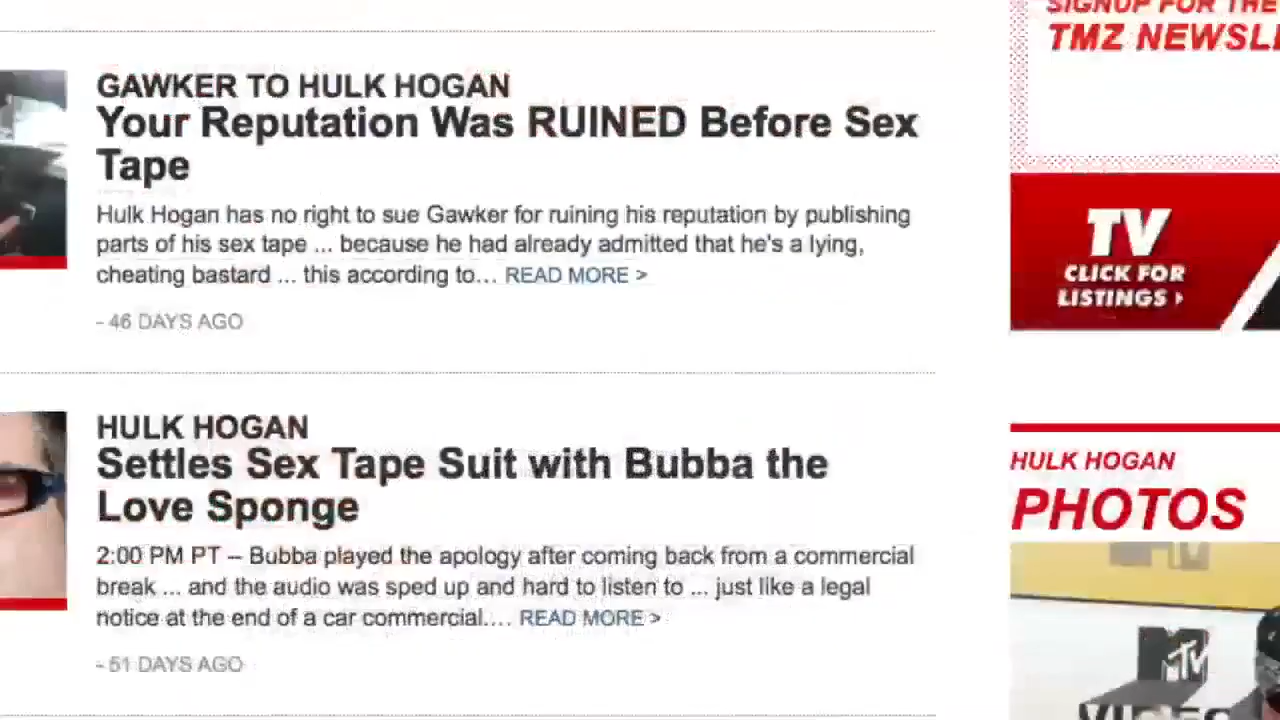 SIGNUP FOR THE
TMZ NEWSL
GAWKER TO HULK HOGAN
Your Reputation Was RUINED Before Sex
Tape
Hulk Hogan has no right to sue Gawker for ruining his reputation by publishing
parts of his sex tape ... because he had already admitted that he's a lying,
cheating bastard ... this according to... READ MORE >
- 46 DAYS AGO
TV
CLICK FOR
LISTINGS
HULK HOGAN
Settles Sex Tape Suit with Bubba the
Love Sponge
2:00 PM PT – Bubba played the apology after coming back from a commercial
break ... and the audio was sped up and hard to listen to ... just like a legal
notice at the end of a car commercial.... READ MORE >
- 51 DAYS AGO
HULK HOGAN
PHOTOS
MTV
MTV
VIDEO